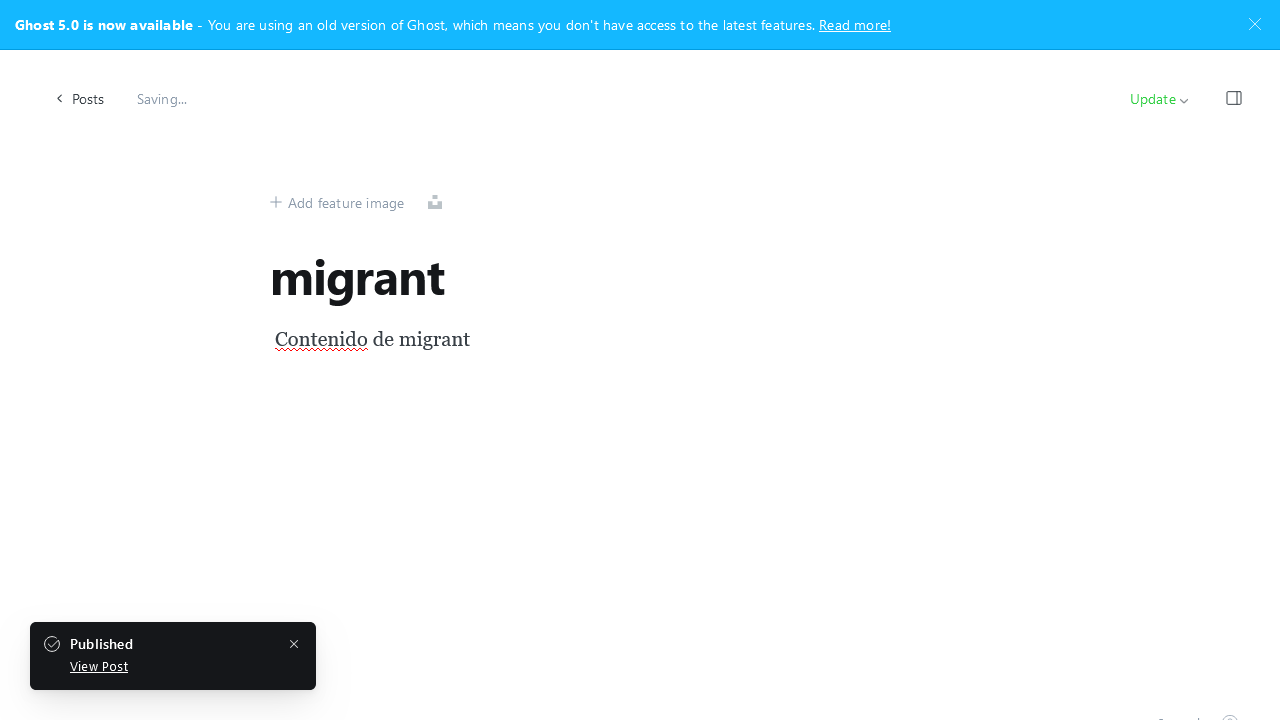 Ghost 5.0 is now available - You are using an old version of Ghost, which means you don't have access to the latest features. Read more!
Posts
Saving...
Update
Add feature image
migrant
Contenido de migrant
Published
View Post